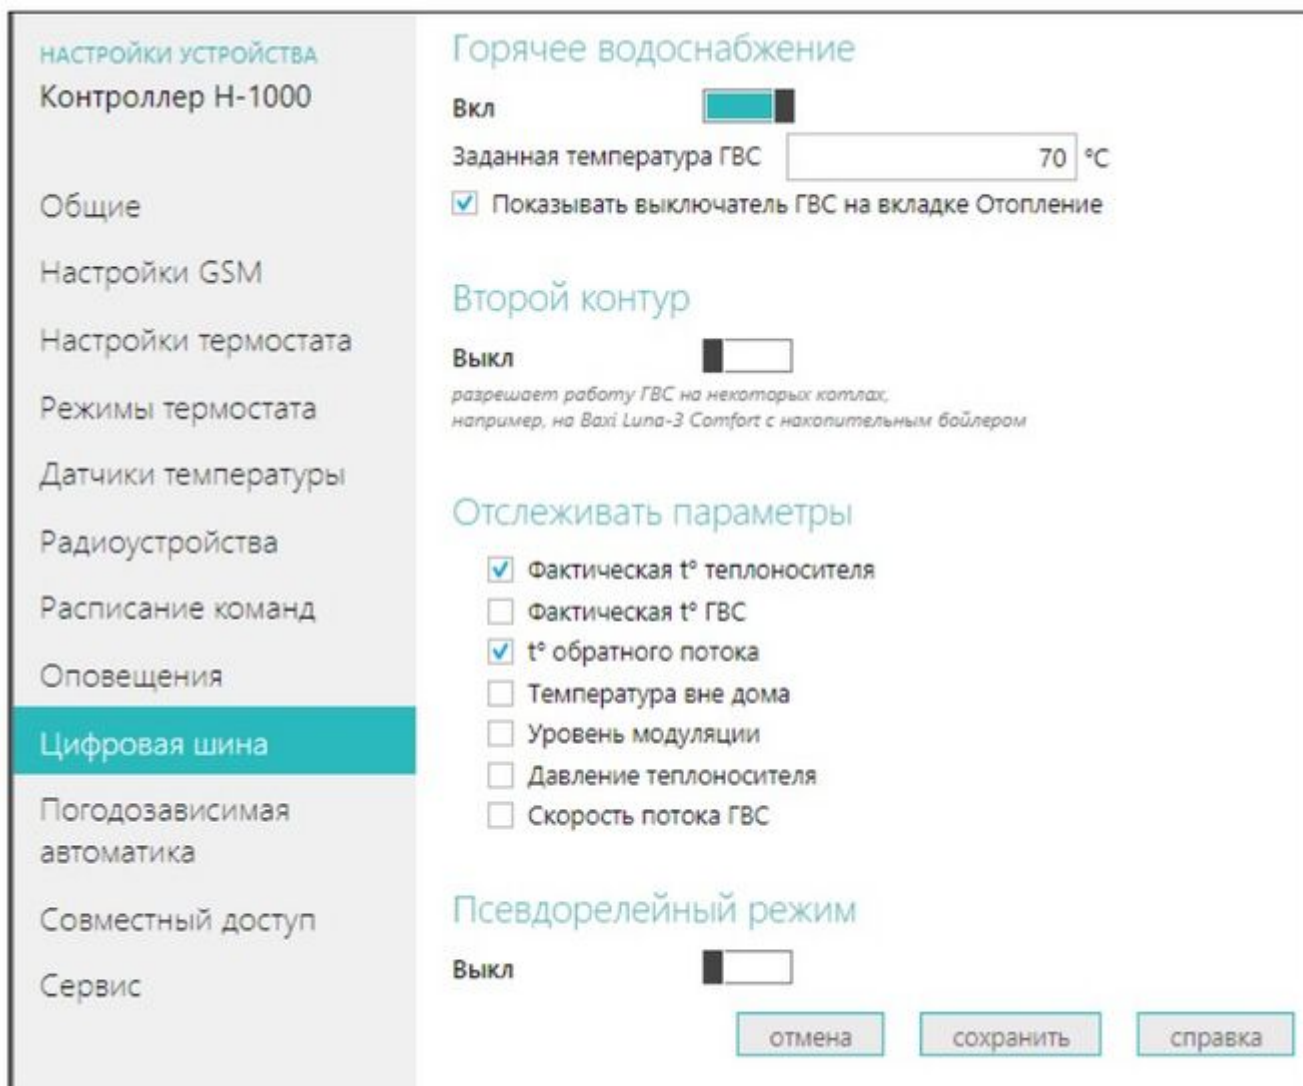 НАСТРОЙКИ УСТРОЙСТВА
Контроллер H-1000
Общие
Настройки GSM
Настройки термостата
Режимы термостата
Датчики температуры
Радиоустройства
Расписание команд
Оповещения
Цифровая шина
Погодозависимая
автоматика
Совместный доступ
Сервис
Горячее водоснабжение
Вкл
Заданная температура ГВС 70 °C
Показывать выключатель ГВС на вкладке Отопление
Второй контур
Выкл
разрешает работу ГВС на некоторых котлах,
например, на Baxi Luna-3 Comfort с накопительным бойлером
Отслеживать параметры
Фактическая t° теплоносителя
Фактическая t° ГВС
t° обратного потока
Температура вне дома
Уровень модуляции
Давление теплоносителя
Скорость потока ГВС
Псевдорелейный режим
Выкл
отмена сохранить справка